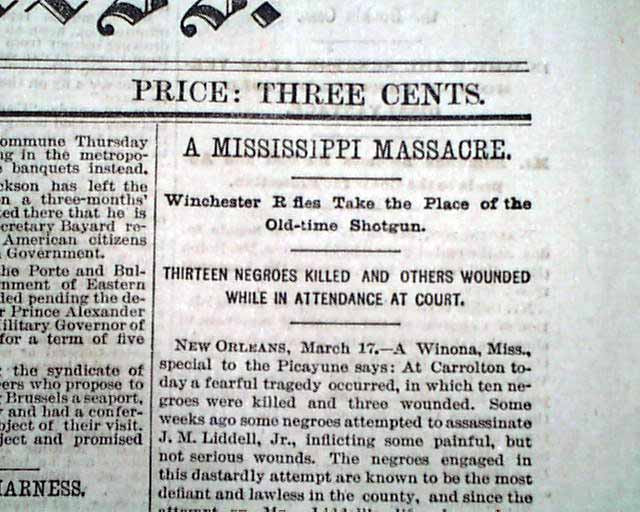 PRICE: THREE CENTS.
ommune Thursday
ng in the metropo-
banquets instead.
ckson has left the
n a three-months'
ted there that he is
cretary Bayard re-
American citizens
Government.
he Porte and Bul-
nment of Eastern
ded pending the de-
r Prince Alexander
Military Governor of
for a term of five
g the syndicate of
eers who propose to
g Brussels a seaport,
y and had a confer-
bject of their visit.
ject and promised
HARNESS.
A MISSISSIPPI MASSACRE.
Winchester R fles Take the Place of the
Old-time Shotgun.
THIRTEEN NEGROES KILLED AND OTHERS WOUNDED
WHILE IN ATTENDANCE AT COURT.
NEW ORLEANS, March 17.—A Winona, Miss.,
special to the Picayune says: At Carrolton to-
day a fearful tragedy occurred, in which ten ne-
groes were killed and three wounded. Some
weeks ago some negroes attempted to assassinate
J. M. Liddell, Jr., inflicting some painful, but
not serious wounds. The negroes engaged in
this dastardly attempt are known to be the most
defiant and lawless in the county, and since the